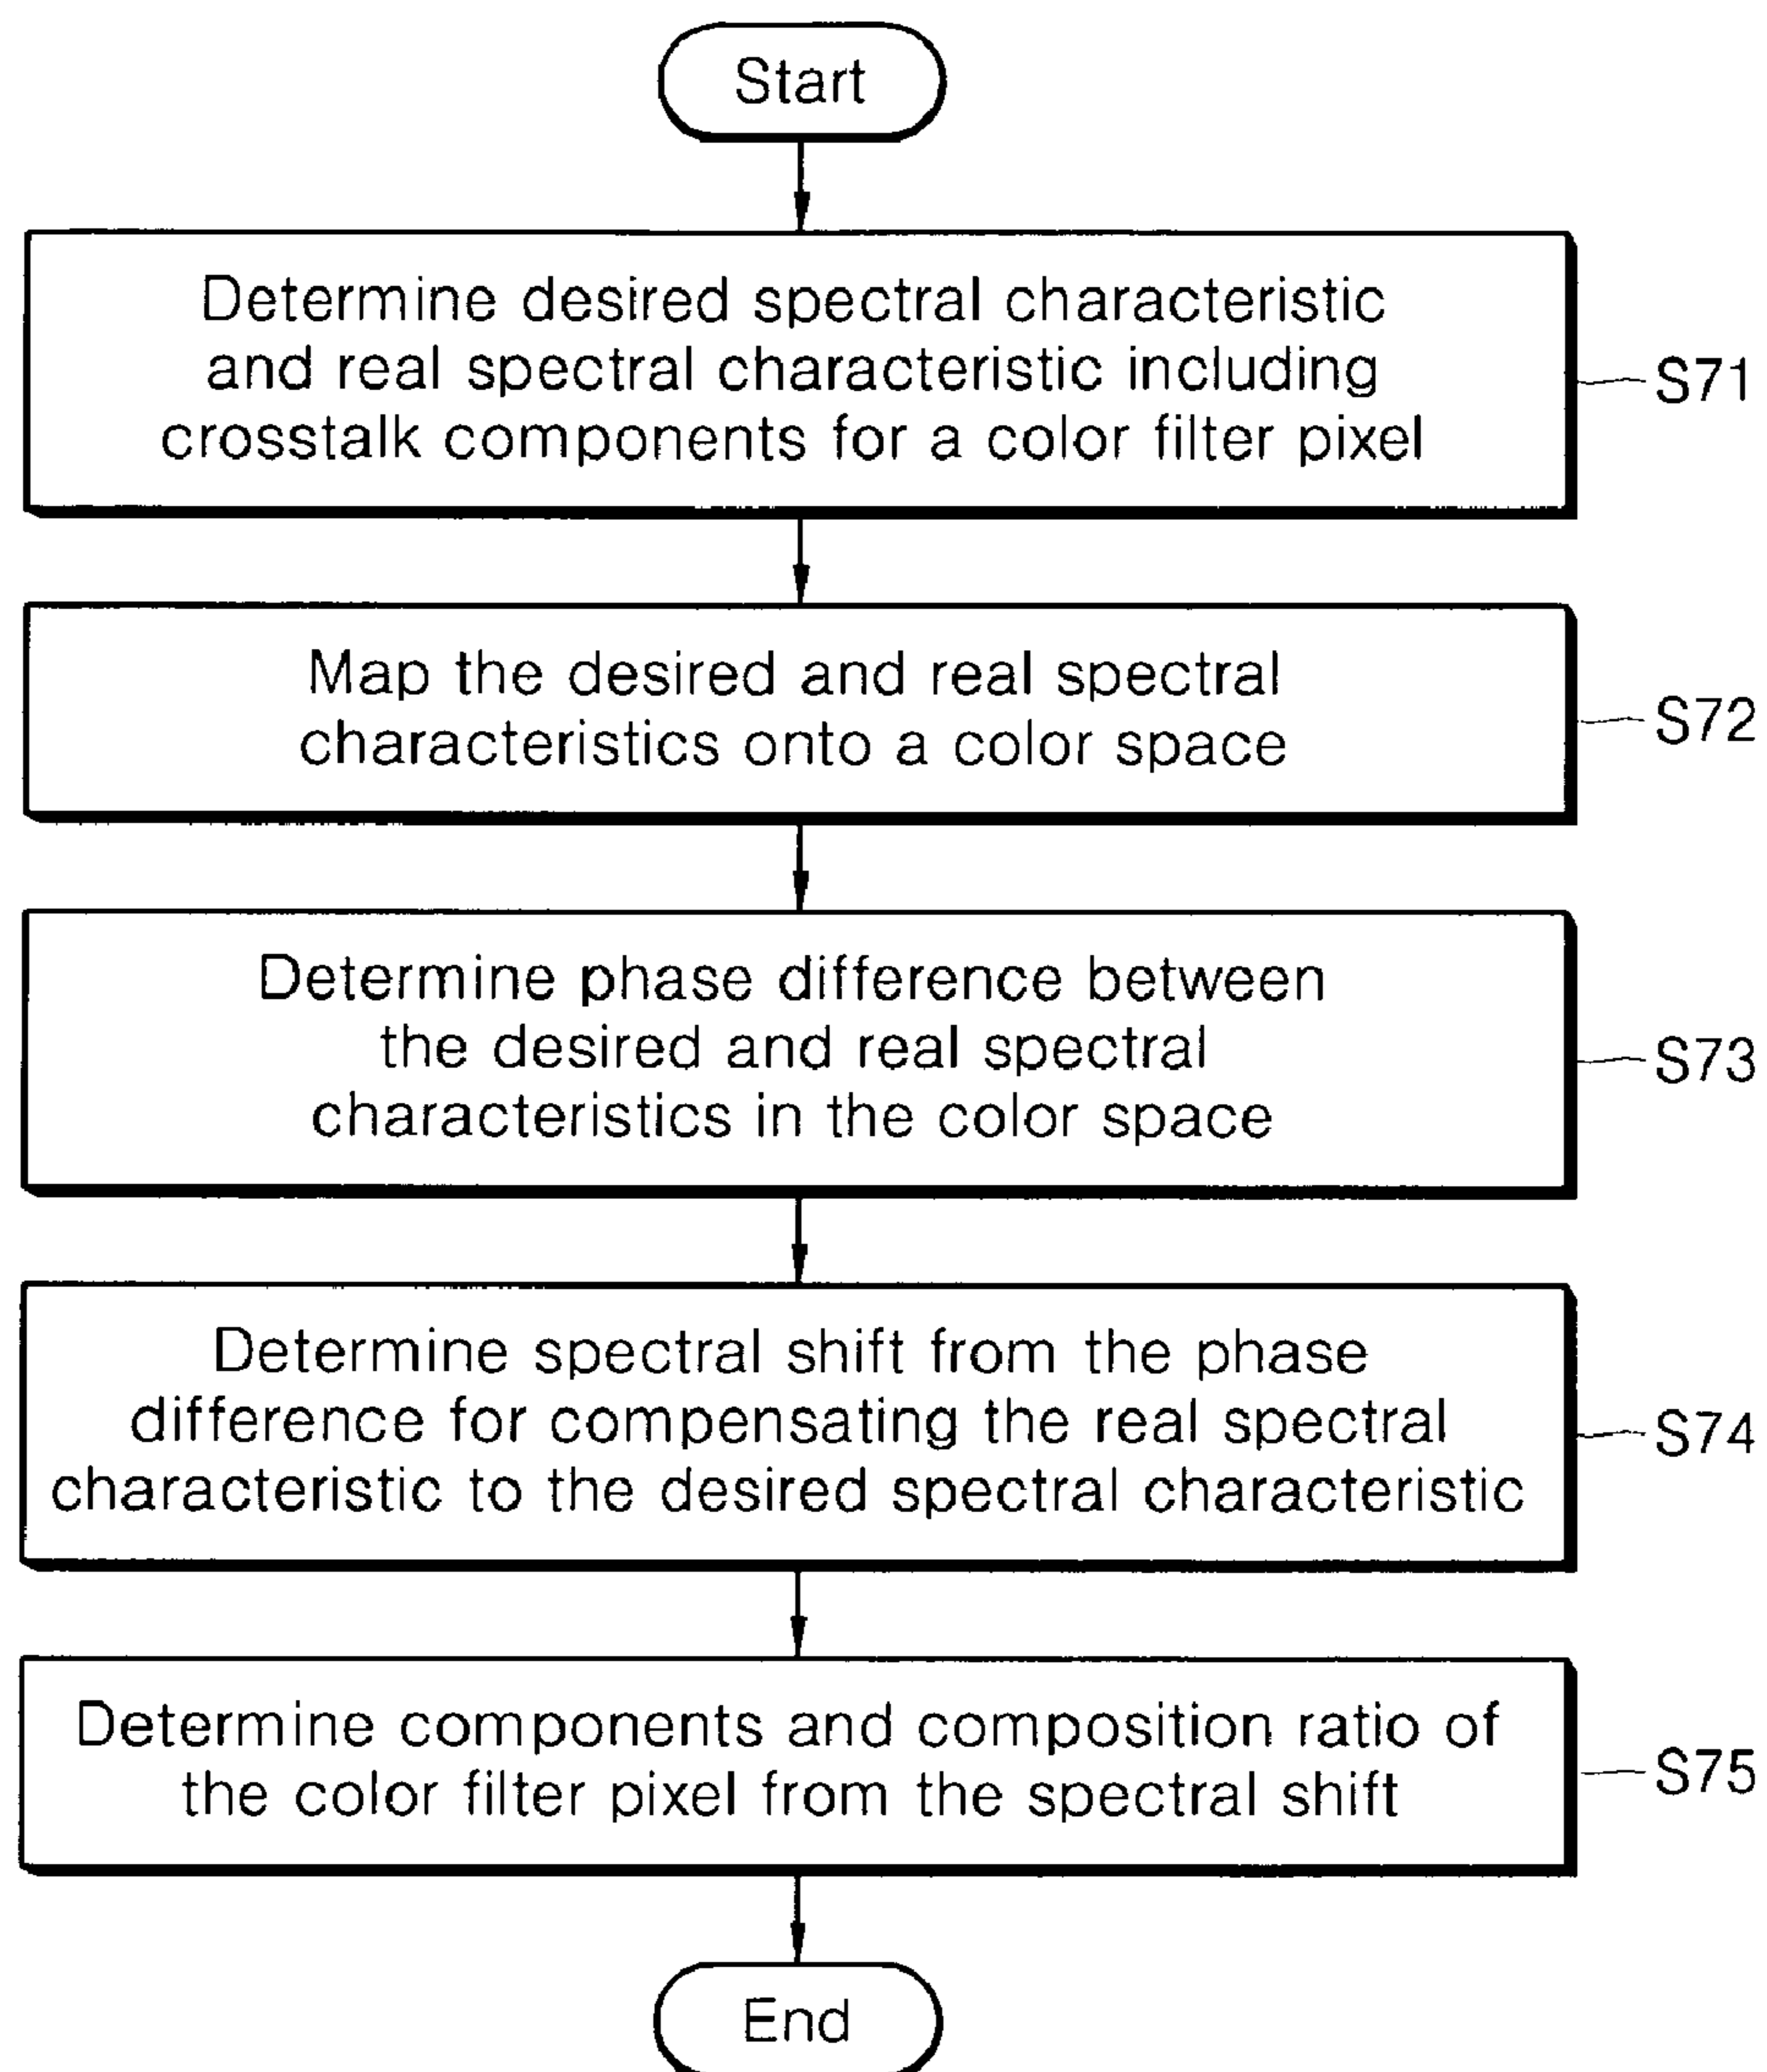 Start
Determine desired spectral characteristic
and real spectral characteristic including
crosstalk components for a color filter pixel
S71
Map the desired and real spectral
characteristics onto a color space
S72
Determine phase difference between
the desired and real spectral
characteristics in the color space
S73
Determine spectral shift from the phase
difference for compensating the real spectral
characteristic to the desired spectral characteristic
S74
Determine components and composition ratio of
the color filter pixel from the spectral shift
S75
End